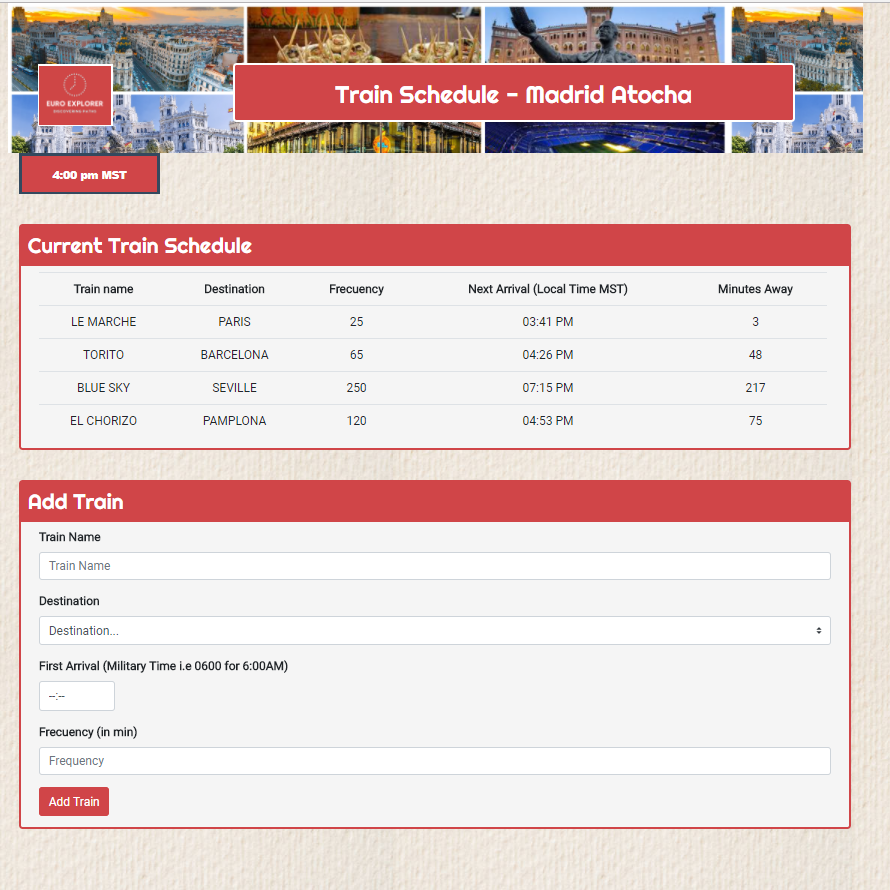 EURO EXPLORER
DISCOVERING PATHS
Train Schedule - Madrid Atocha
4:00 pm MST
Current Train Schedule
Train name Destination Frecuency Next Arrival (Local Time MST) Minutes Away
LE MARCHE PARIS 25 03:41 PM 3
TORITO BARCELONA 65 04:26 PM 48
BLUE SKY SEVILLE 250 07:15 PM 217
EL CHORIZO PAMPLONA 120 04:53 PM 75
Add Train
Train Name
Train Name
Destination
Destination...
First Arrival (Military Time i.e 0600 for 6:00AM)
--:--
Frecuency (in min)
Frequency
Add Train